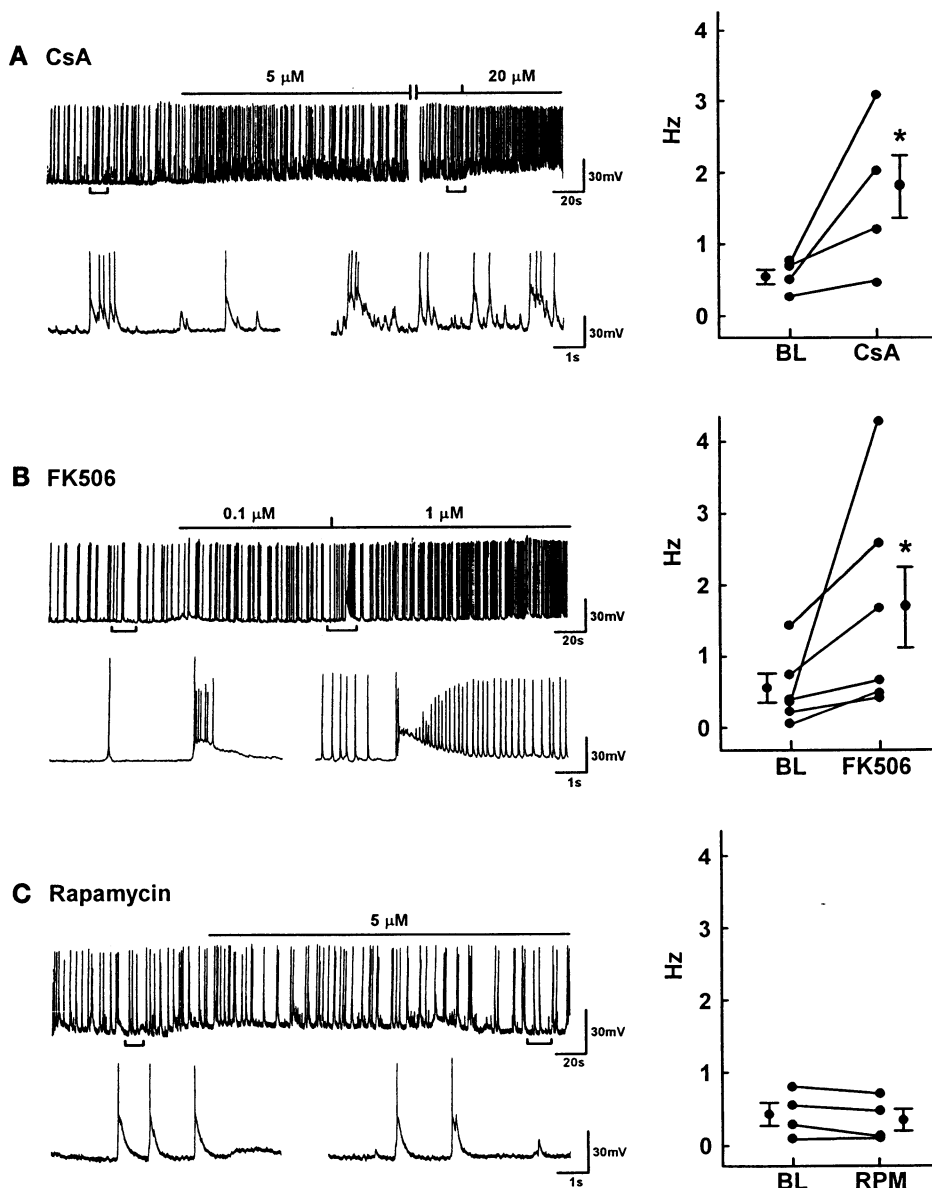 A CsA
5 μM
20 μM
30mV
20s
30mV
1s
Hz
4
3
2
1
0
*
BL
CsA
B FK506
0.1 μM
1 μM
30mV
20s
30mV
1s
Hz
4
3
2
1
0
*
BL
FK506
C Rapamycin
5 μM
30mV
20s
30mV
1s
Hz
4
3
2
1
0
BL
RPM